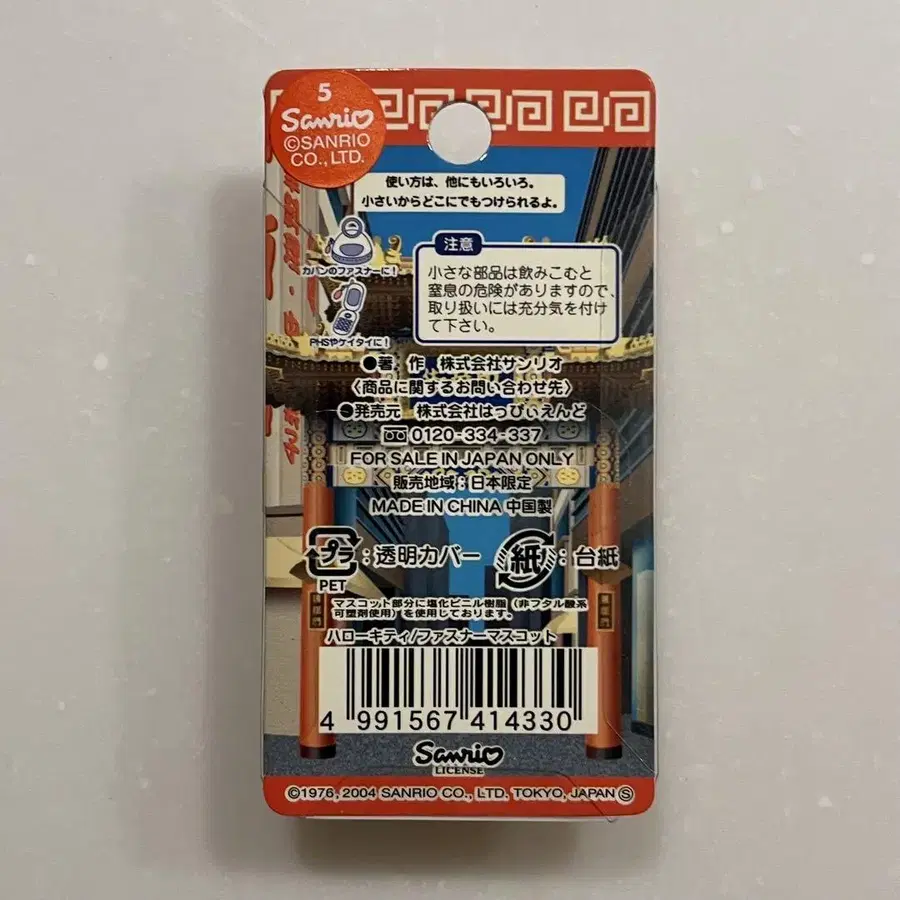 5
Sanrio
©SANRIO
CO., LTD.
使い方は、他にもいろいろ。
小さいからどこにでもつけられるよ。
カバンのファスナーに!
PHSやケイタイに!
注意
小さな部品は飲みこむと
窒息の危険がありますので、
取り扱いには充分気を付け
て下さい。
●著 作 株式会社サンリオ
〈商品に関するお問い合わせ先〉
●発売元 株式会社はっぴぃえんど
0120-334-337
FOR SALE IN JAPAN ONLY
販売地域:日本限定
MADE IN CHINA 中国製
プラ:透明カバー 紙:台紙
PET
マスコット部分に塩化ビニル樹脂(非フタル酸系
可塑剤使用)を使用しております。
ハローキティ/ファスナーマスコット
4 991567 414330
Sanrio
LICENSE
©1976, 2004 SANRIO CO., LTD. TOKYO, JAPAN Ⓢ